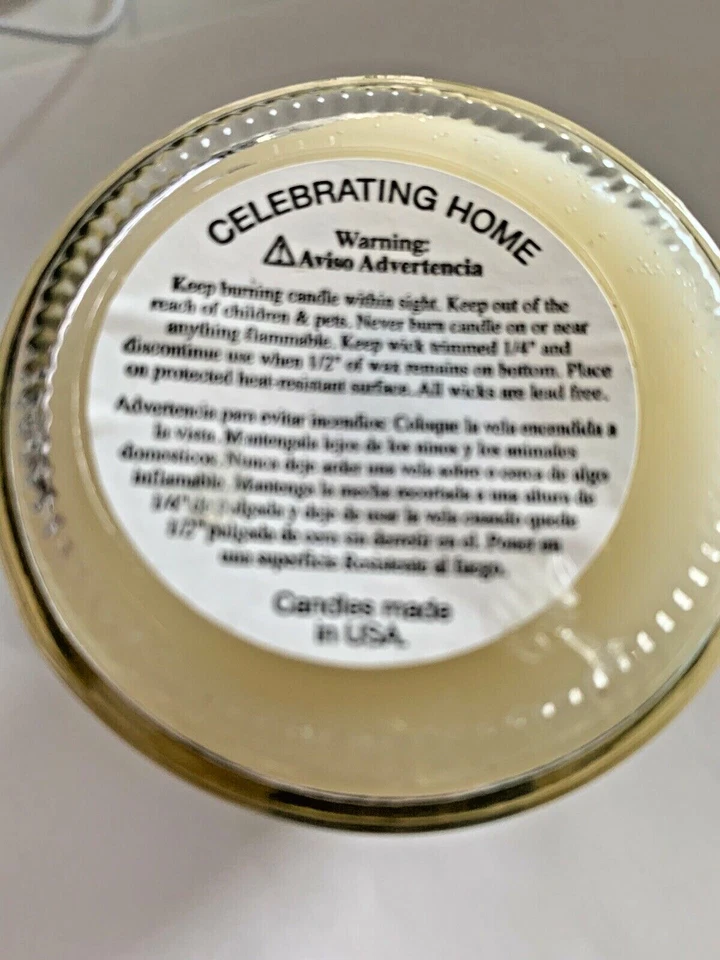 CELEBRATING HOME
Warning:
Aviso Advertencia
Keep burning candle within sight. Keep out of the
reach of children & pets. Never burn candle on or near
anything flammable. Keep wick trimmed 1/4" and
discontinue use when 1/2" of wax remains on bottom. Place
on protected heat-resistant surface. All wicks are lead free.
Advertencia para evitar incendios: Coloque la vela encendida a
la vista. Mantengala lejos de los ninos y los animales
domesticos. Nunca deje arder una vela sobre o cerca de algo
inflamable. Mantenga la mecha recortada a una altura de
1/4" de pulgada y deje de usar la vela cuando quede
1/2" pulgada de cera sin derretir en el. Poner en
una superficie Resistente al fuego.
Candles made
in USA.